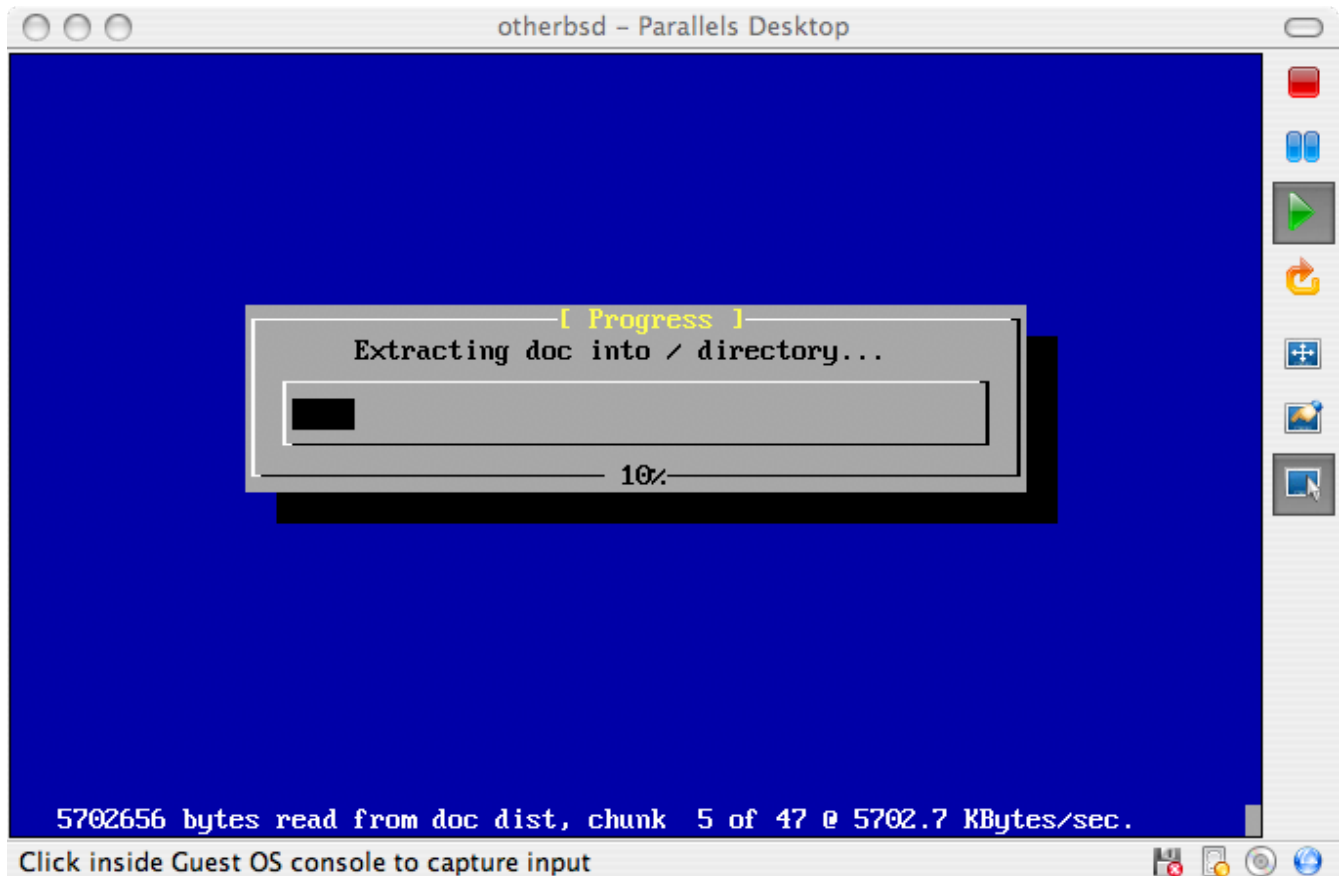 otherbsd – Parallels Desktop
[ Progress ]
Extracting doc into / directory...
10%
5702656 bytes read from doc dist, chunk  5 of 47 @ 5702.7 KBytes/sec.
Click inside Guest OS console to capture input